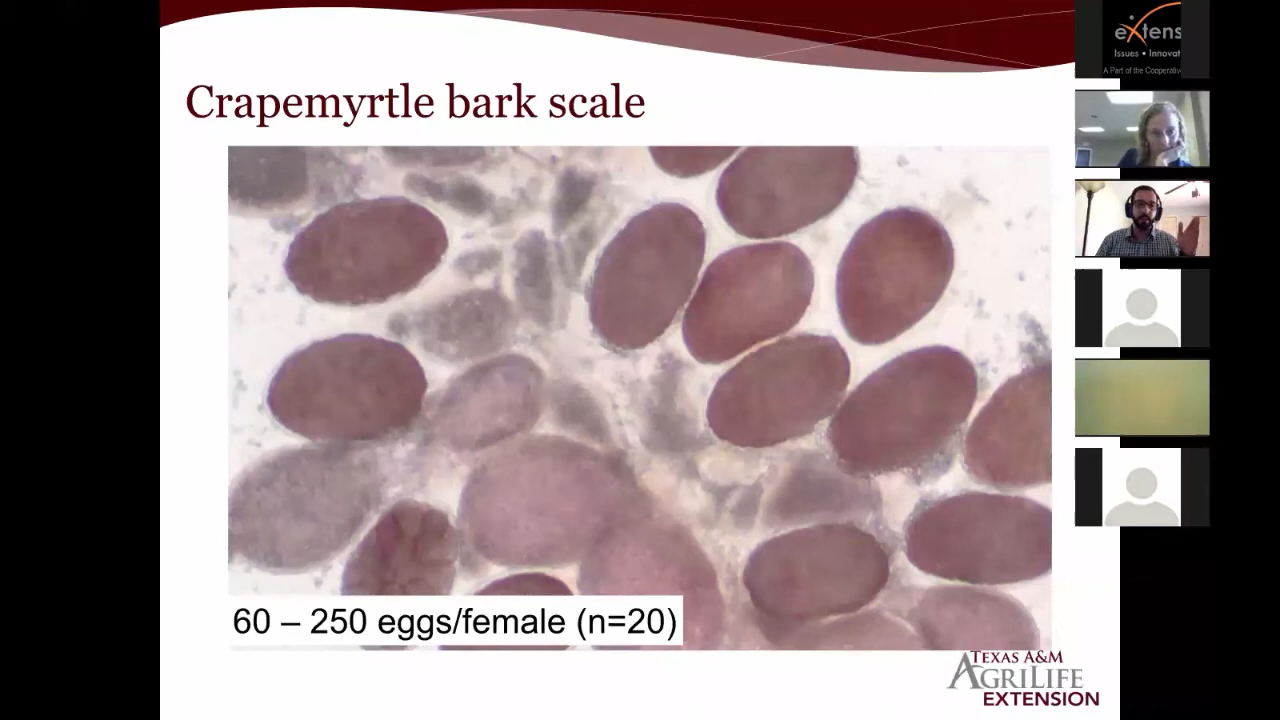 Crapemyrtle bark scale
60 – 250 eggs/female (n=20)
TEXAS A&M
AGRILIFE
EXTENSION
eXtens
Issues • Innovat
A Part of the Cooperativ